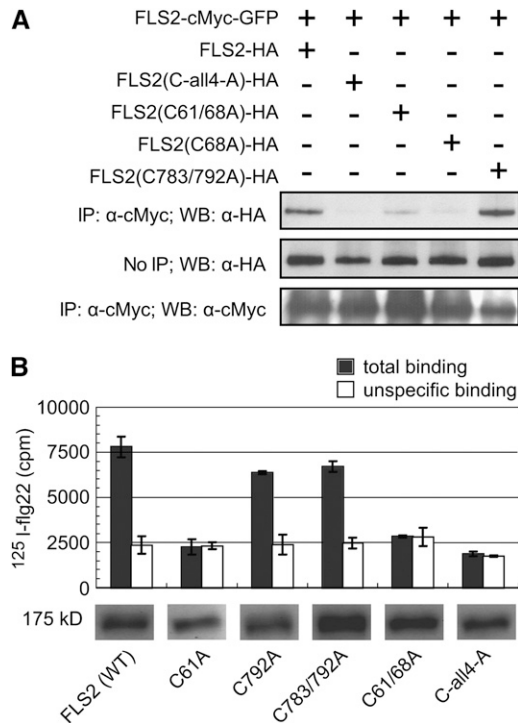 A
FLS2-cMyc-GFP + + + + +
FLS2-HA + - - - -
FLS2(C-all4-A)-HA - + - - -
FLS2(C61/68A)-HA - - + - -
FLS2(C68A)-HA - - - + -
FLS2(C783/792A)-HA - - - - +
IP: α-cMyc; WB: α-HA
No IP; WB: α-HA
IP: α-cMyc; WB: α-cMyc
B
total binding
unspecific binding
125 I-flg22 (cpm)
10000
7500
5000
2500
0
175 kD
FLS2 (WT)
C61A
C792A
C783/792A
C61/68A
C-all4-A